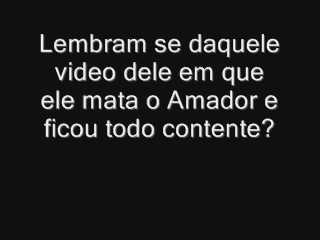 Lembram se daquele
video dele em que
ele mata o Amador e
ficou todo contente?